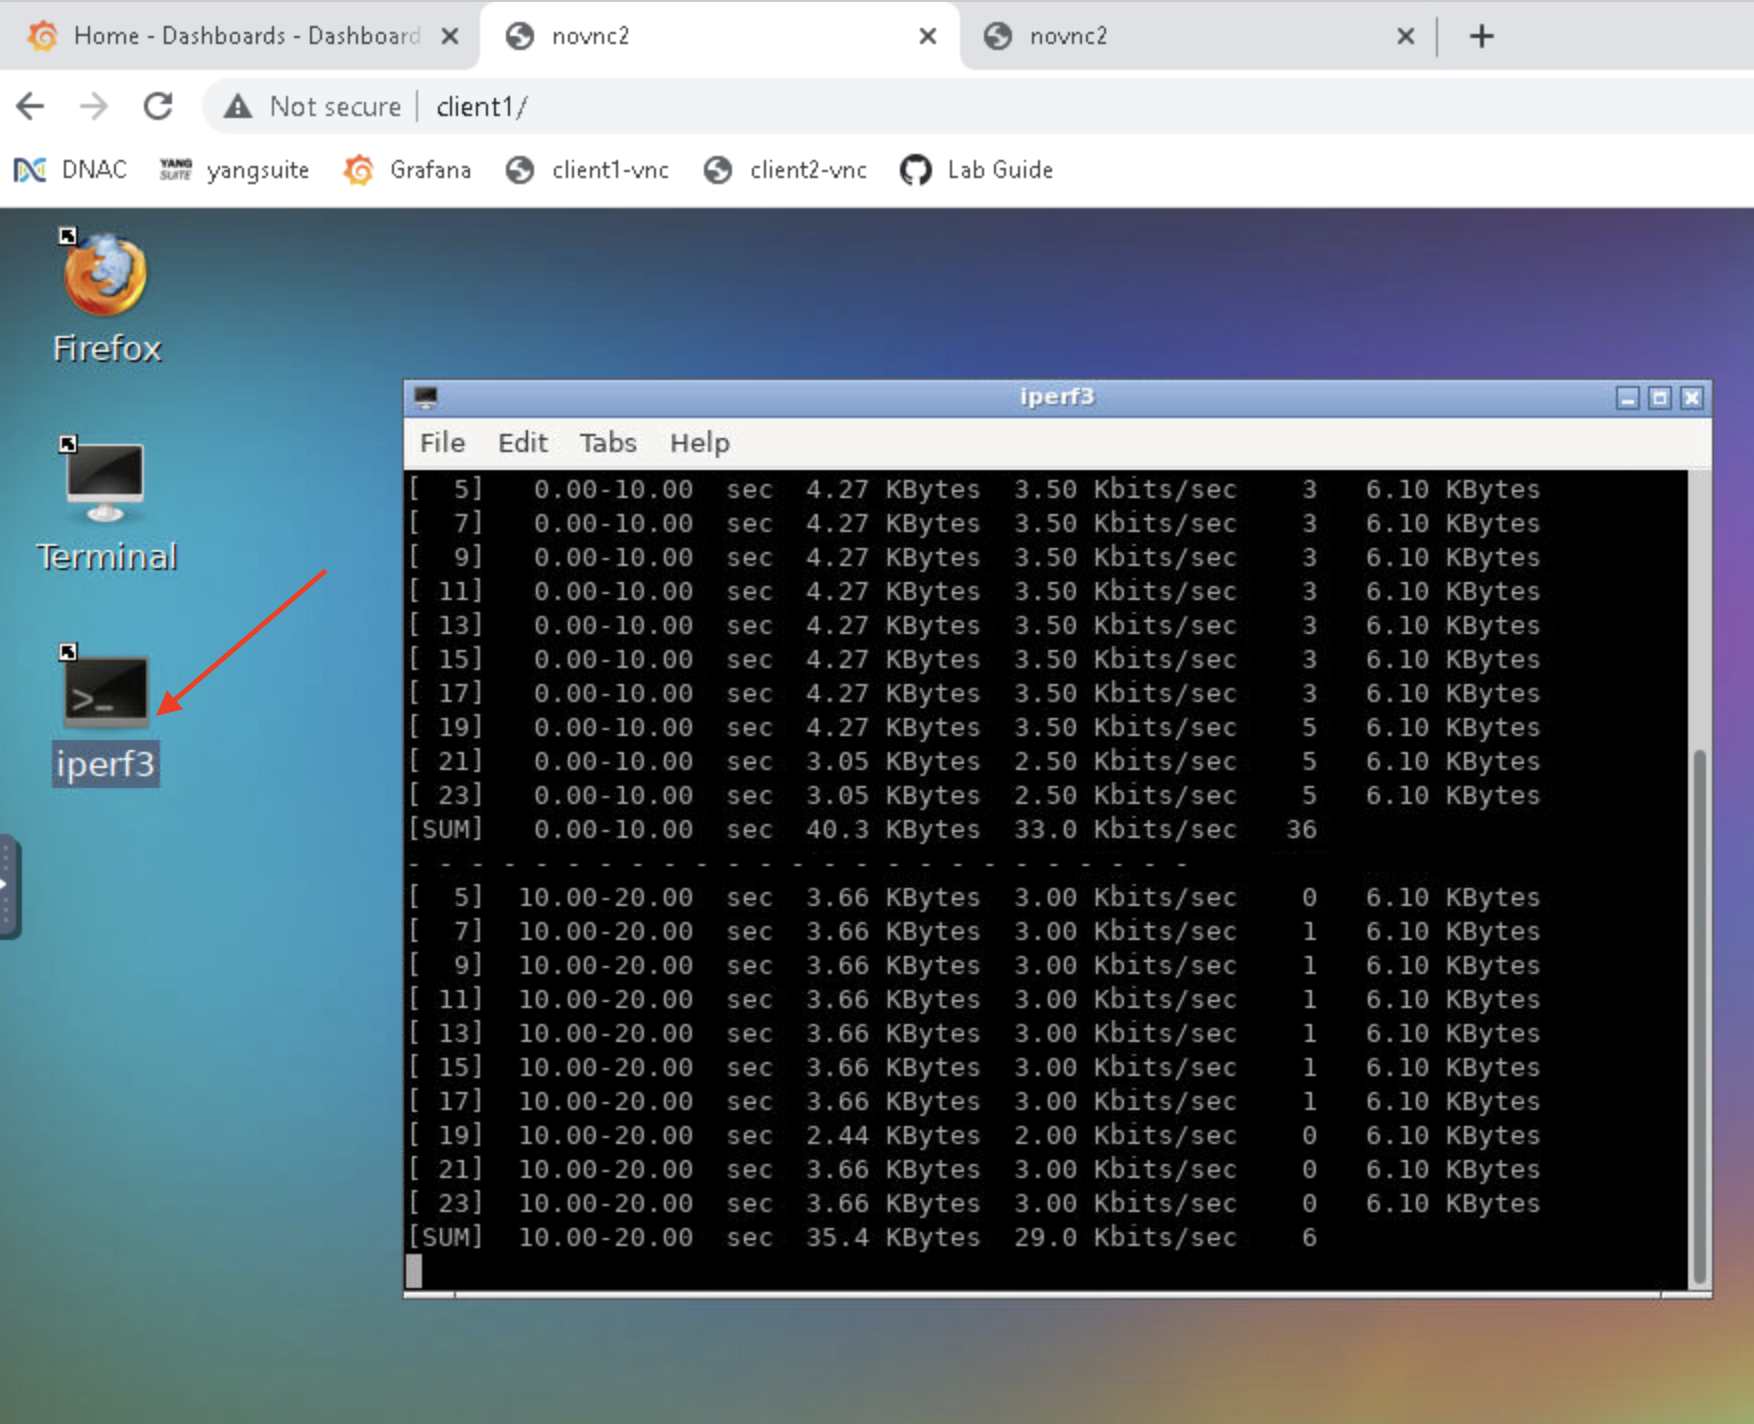 Home - Dashboards - Dashboard
novnc2
novnc2
Not secure
client1/
DNAC
YANG SUITE
yangsuite
Grafana
client1-vnc
client2-vnc
Lab Guide
Firefox
Terminal
>_
iperf3
iperf3
File Edit Tabs Help
[  5]   0.00-10.00  sec  4.27 KBytes  3.50 Kbits/sec    3   6.10 KBytes
[  7]   0.00-10.00  sec  4.27 KBytes  3.50 Kbits/sec    3   6.10 KBytes
[  9]   0.00-10.00  sec  4.27 KBytes  3.50 Kbits/sec    3   6.10 KBytes
[ 11]   0.00-10.00  sec  4.27 KBytes  3.50 Kbits/sec    3   6.10 KBytes
[ 13]   0.00-10.00  sec  4.27 KBytes  3.50 Kbits/sec    3   6.10 KBytes
[ 15]   0.00-10.00  sec  4.27 KBytes  3.50 Kbits/sec    3   6.10 KBytes
[ 17]   0.00-10.00  sec  4.27 KBytes  3.50 Kbits/sec    3   6.10 KBytes
[ 19]   0.00-10.00  sec  4.27 KBytes  3.50 Kbits/sec    5   6.10 KBytes
[ 21]   0.00-10.00  sec  3.05 KBytes  2.50 Kbits/sec    5   6.10 KBytes
[ 23]   0.00-10.00  sec  3.05 KBytes  2.50 Kbits/sec    5   6.10 KBytes
[SUM]   0.00-10.00  sec  40.3 KBytes  33.0 Kbits/sec   36
- - - - - - - - - - - - - - - - - - - - - - - - -
[  5]  10.00-20.00  sec  3.66 KBytes  3.00 Kbits/sec    0   6.10 KBytes
[  7]  10.00-20.00  sec  3.66 KBytes  3.00 Kbits/sec    1   6.10 KBytes
[  9]  10.00-20.00  sec  3.66 KBytes  3.00 Kbits/sec    1   6.10 KBytes
[ 11]  10.00-20.00  sec  3.66 KBytes  3.00 Kbits/sec    1   6.10 KBytes
[ 13]  10.00-20.00  sec  3.66 KBytes  3.00 Kbits/sec    1   6.10 KBytes
[ 15]  10.00-20.00  sec  3.66 KBytes  3.00 Kbits/sec    1   6.10 KBytes
[ 17]  10.00-20.00  sec  3.66 KBytes  3.00 Kbits/sec    1   6.10 KBytes
[ 19]  10.00-20.00  sec  2.44 KBytes  2.00 Kbits/sec    0   6.10 KBytes
[ 21]  10.00-20.00  sec  3.66 KBytes  3.00 Kbits/sec    0   6.10 KBytes
[ 23]  10.00-20.00  sec  3.66 KBytes  3.00 Kbits/sec    0   6.10 KBytes
[SUM]  10.00-20.00  sec  35.4 KBytes  29.0 Kbits/sec    6